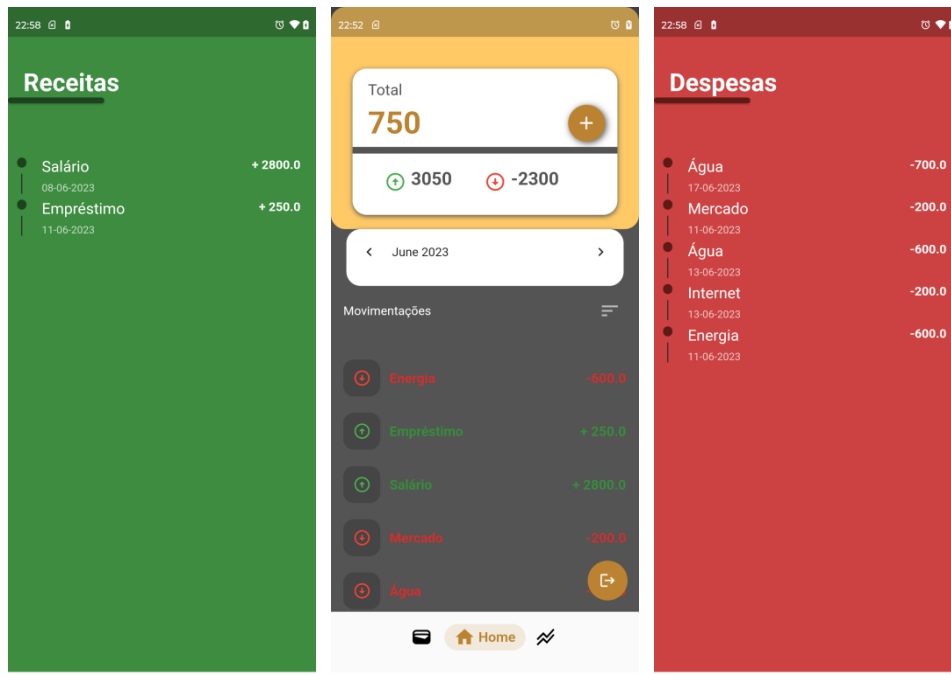 22:58
Receitas
Salário
+ 2800.0
08-06-2023
Empréstimo
+ 250.0
11-06-2023
22:52
Total
750
3050
-2300
June 2023
Movimentações
Energia
-600.0
Empréstimo
+ 250.0
Salário
+ 2800.0
Mercado
-200.0
Água
Home
22:58
Despesas
Água
-700.0
17-06-2023
Mercado
-200.0
11-06-2023
Água
-600.0
13-06-2023
Internet
-200.0
13-06-2023
Energia
-600.0
11-06-2023